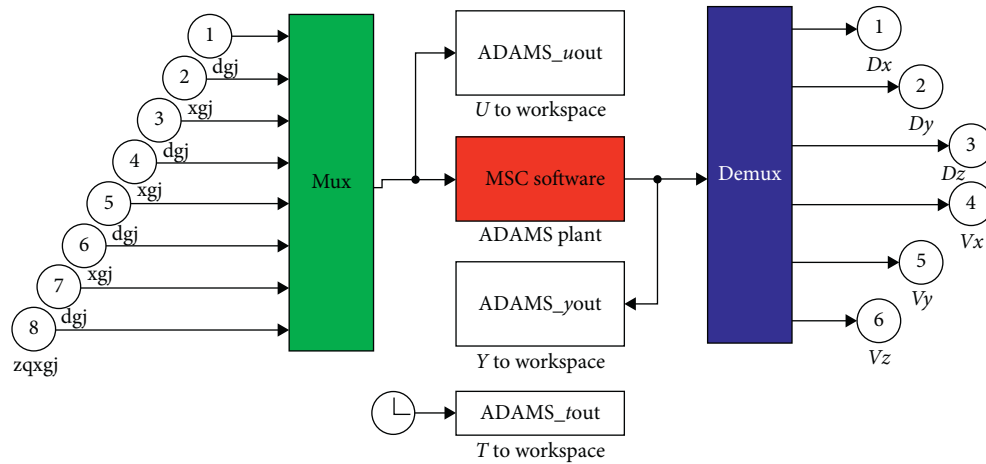 1
dgj
2
xgj
3
dgj
4
xgj
5
dgj
6
xgj
7
dgj
8
zqxgj
Mux
ADAMS_uout
U to workspace
MSC software
ADAMS plant
ADAMS_yout
Y to workspace
ADAMS_tout
T to workspace
Demux
1
Dx
2
Dy
3
Dz
4
Vx
5
Vy
6
Vz